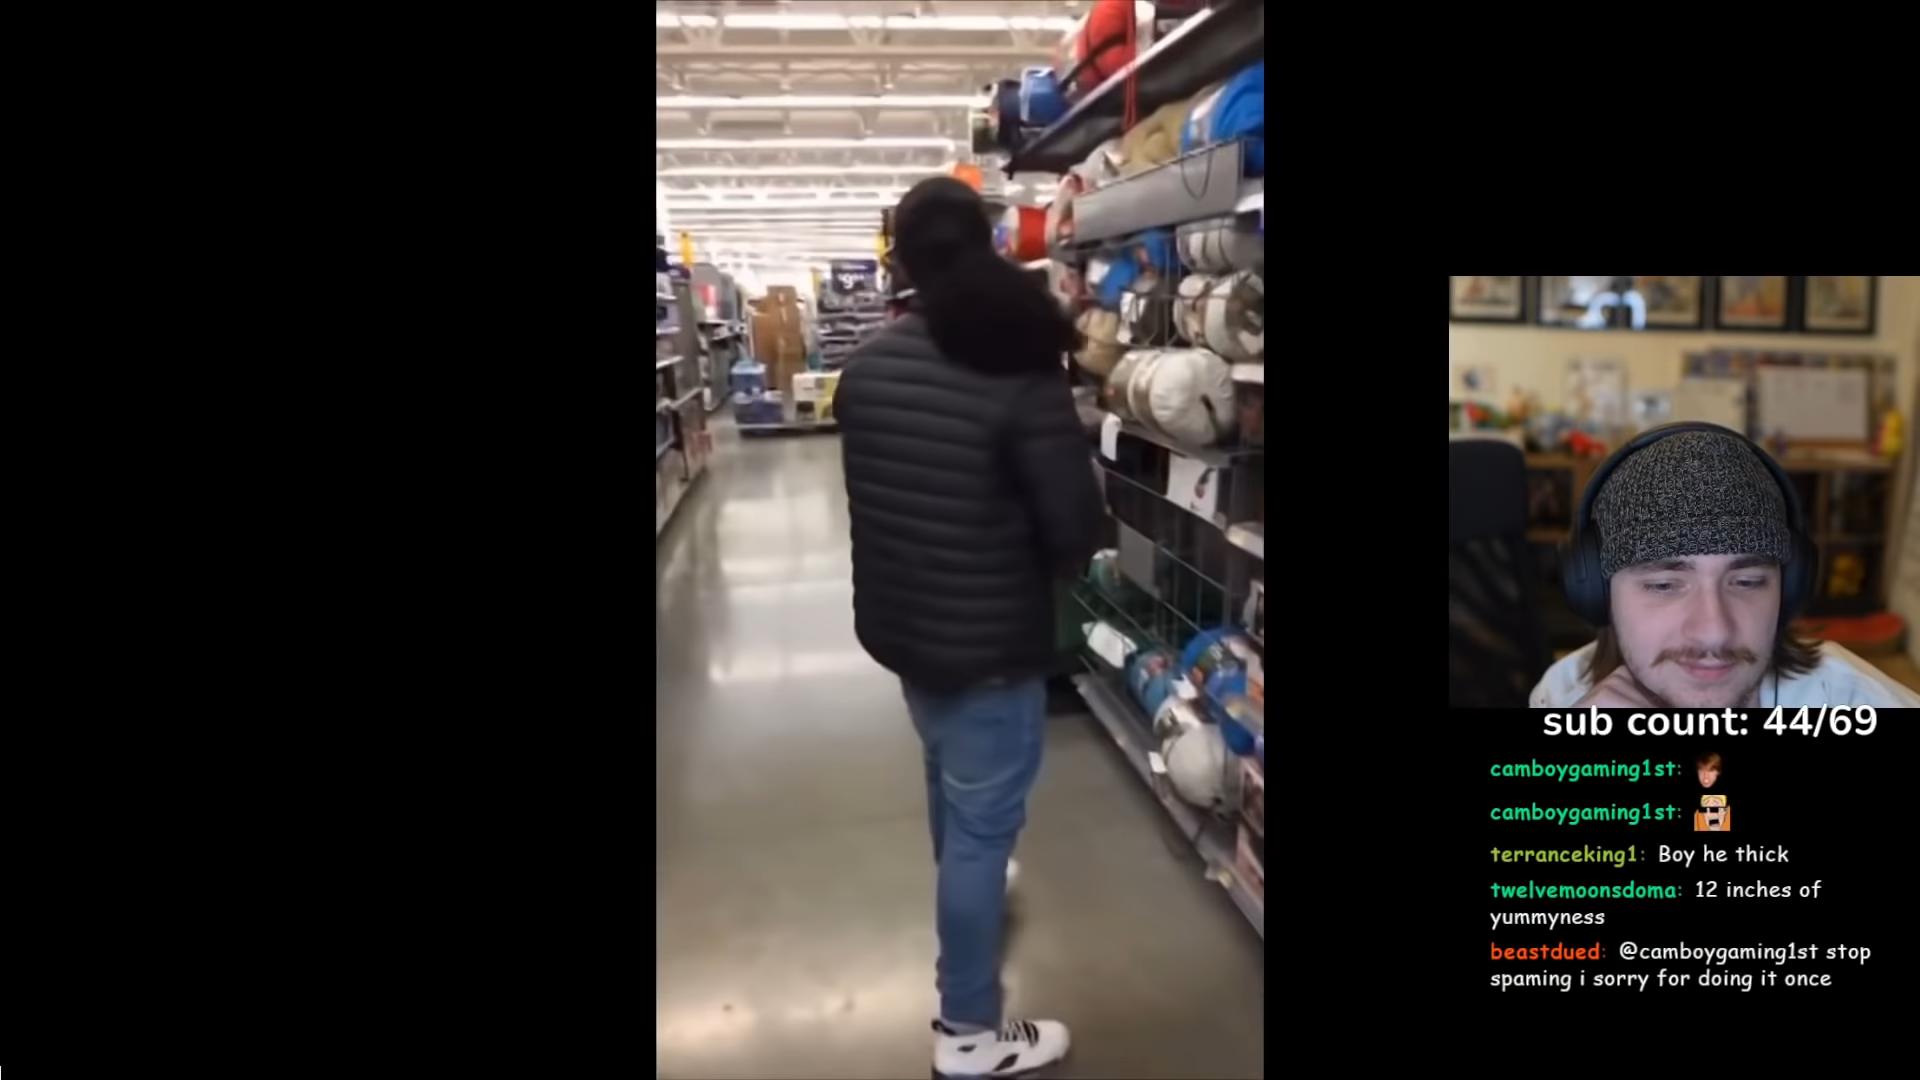 sub count: 44/69
camboygaming1st:
camboygaming1st:
terranceking1: Boy he thick
twelvemoonsdoma: 12 inches of
yummyness
beastdued: @camboygaming1st stop
spaming i sorry for doing it once